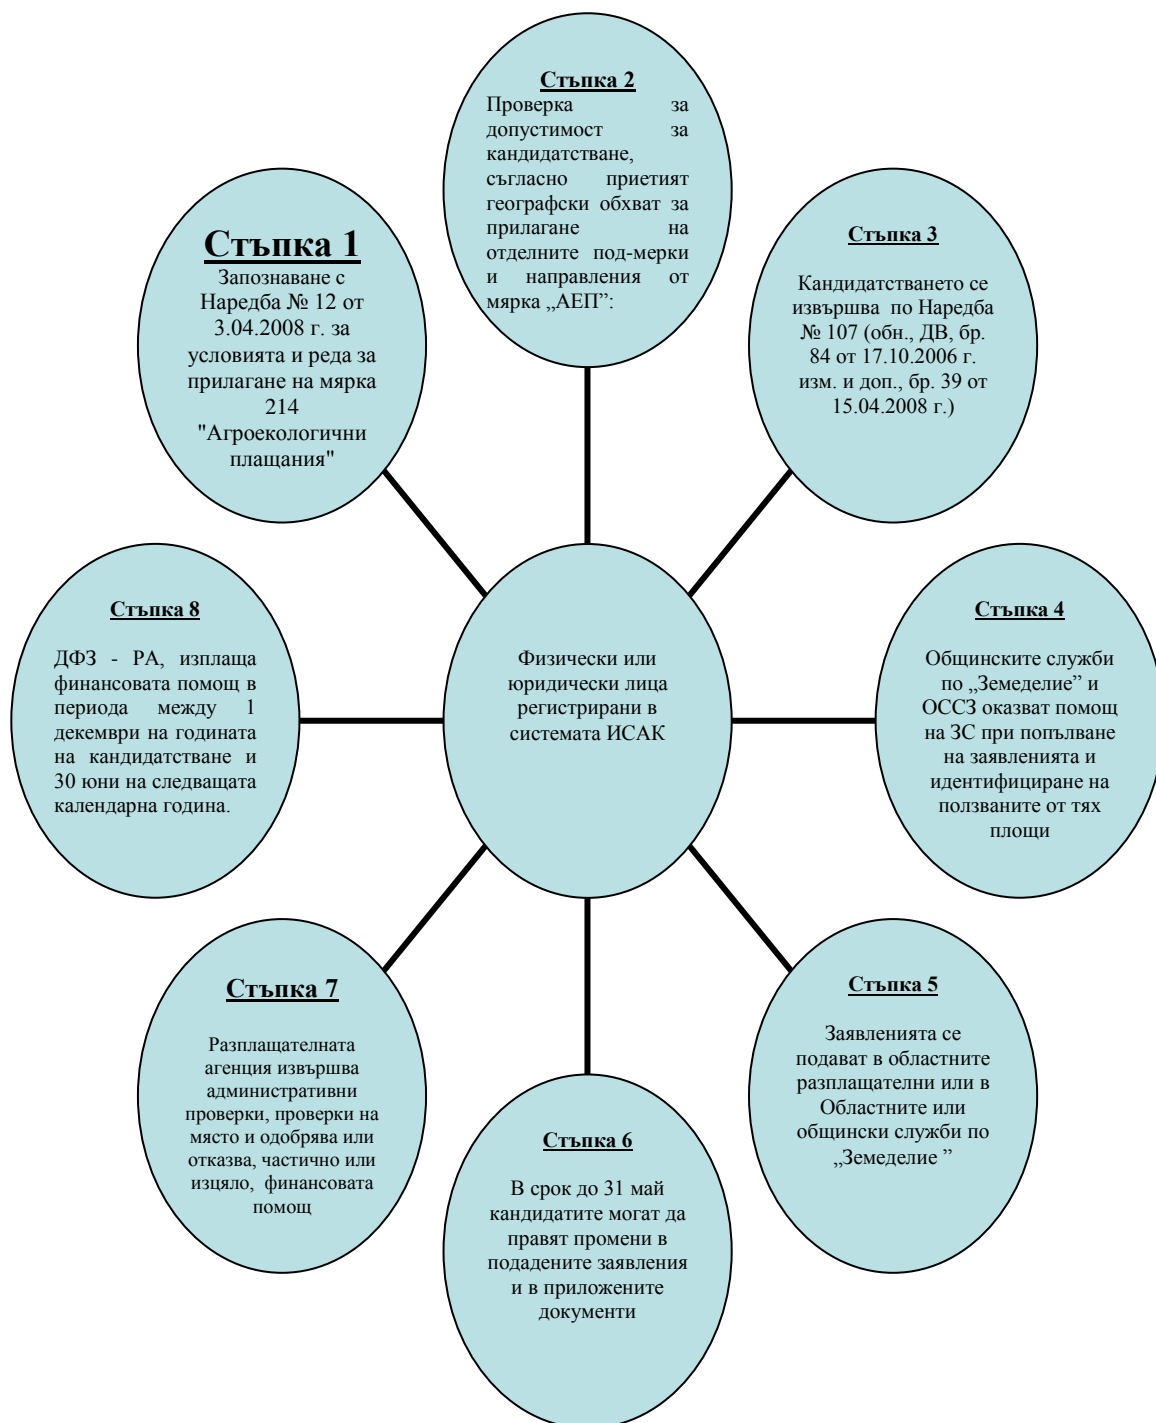 Стъпка 1
Запознаване с
Наредба № 12 от
3.04.2008 г. за
условията и реда за
прилагане на мярка
214
"Агроекологични
плащания"
Стъпка 2
Проверка за
допустимост за
кандидатстване,
съгласно приетият
географски обхват за
прилагане на
отделните под-мерки
и направления от
мярка „АЕП”:
Стъпка 3
Кандидатстването се
извършва по Наредба
№ 107 (обн., ДВ, бр.
84 от 17.10.2006 г.
изм. и доп., бр. 39 от
15.04.2008 г.)
Стъпка 4
Общинските служби
по „Земеделие” и
ОССЗ оказват помощ
на ЗС при попълване
на заявленията и
идентифициране на
ползваните от тях
площи
Стъпка 5
Заявленията се
подават в областните
разплащателни или в
Областните или
общински служби по
„Земеделие ”
Стъпка 6
В срок до 31 май
кандидатите могат да
правят промени в
подадените заявления
и в приложените
документи
Стъпка 7
Разплащателната
агенция извършва
административни
проверки, проверки на
място и одобрява или
отказва, частично или
изцяло, финансовата
помощ
Стъпка 8
ДФЗ - РА, изплаща
финансовата помощ в
периода между 1
декември на годината
на кандидатстване и
30 юни на следващата
календарна година.
Физически или
юридически лица
регистрирани в
системата ИСАК